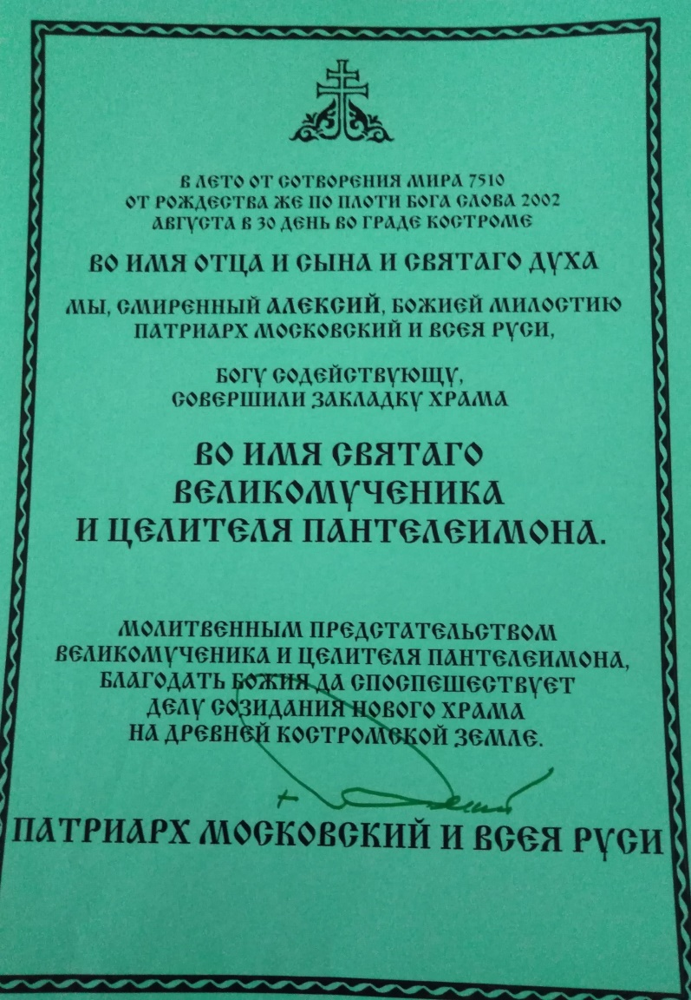 В ЛЕТО ОТ СОТВОРЕНИЯ МИРА 7510
ОТ РОЖДЕСТВА ЖЕ ПО ПЛОТИ БОГА СЛОВА 2002
АВГУСТА В 30 ДЕНЬ ВО ГРАДЕ КОСТРОМЕ
ВО ИМЯ ОТЦА И СЫНА И СВЯТАГО ДУХА
МЫ, СМИРЕННЫЙ АЛЕКСИЙ, БОЖИЕЙ МИЛОСТИЮ
ПАТРИАРХ МОСКОВСКИЙ И ВСЕЯ РУСИ,
БОГУ СОДЕЙСТВУЮЩУ,
СОВЕРШИЛИ ЗАКЛАДКУ ХРАМА
ВО ИМЯ СВЯТАГО
ВЕЛИКОМУЧЕНИКА
И ЦЕЛИТЕЛЯ ПАНТЕЛЕИМОНА.
МОЛИТВЕННЫМ ПРЕДСТАТЕЛЬСТВОМ
ВЕЛИКОМУЧЕНИКА И ЦЕЛИТЕЛЯ ПАНТЕЛЕИМОНА,
БЛАГОДАТЬ БОЖИЯ ДА СПОСПЕШЕСТВУЕТ
ДЕЛУ СОЗИДАНИЯ НОВОГО ХРАМА
НА ДРЕВНЕЙ КОСТРОМСКОЙ ЗЕМЛЕ.
ПАТРИАРХ МОСКОВСКИЙ И ВСЕЯ РУСИ